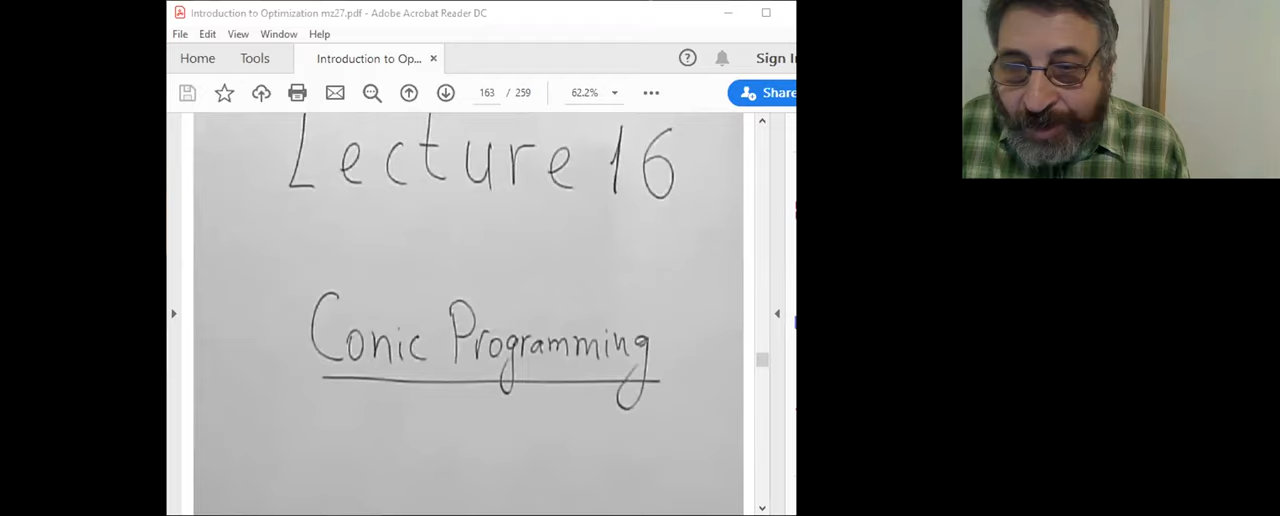 Introduction to Optimization mz27.pdf - Adobe Acrobat Reader DC
File Edit View Window Help
Home Tools Introduction to Op... × Sign I
163 / 259 62.2% Share
Lecture 16
Conic Programming